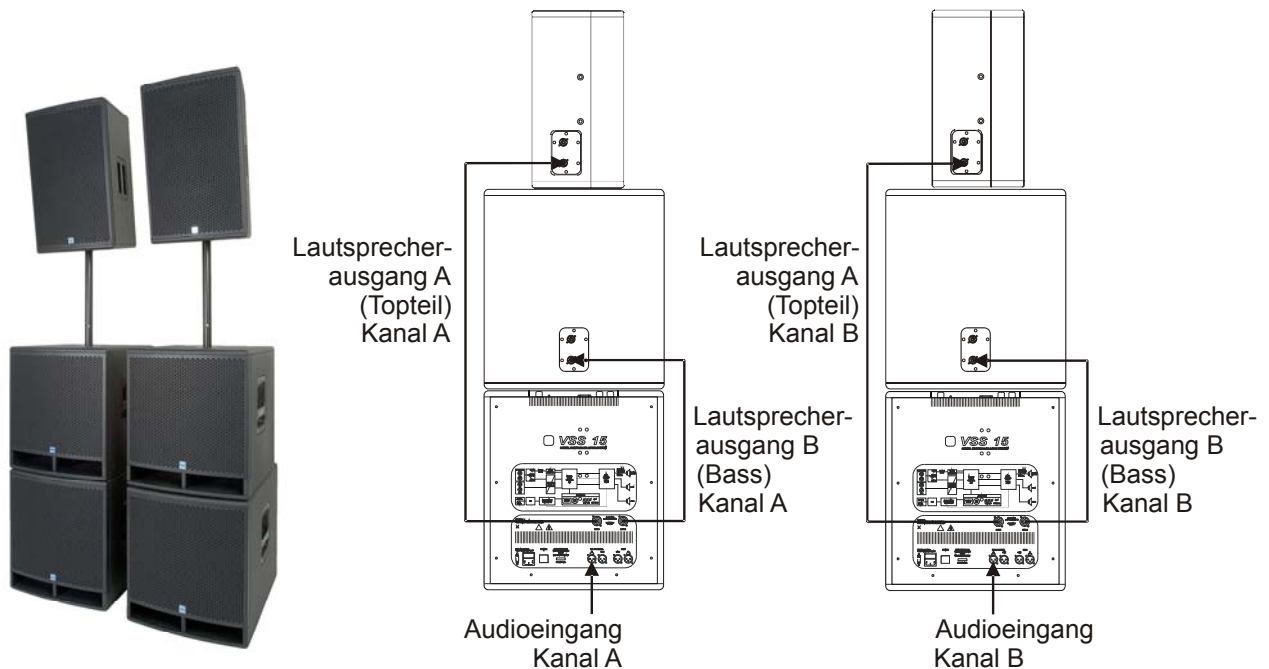 Lautsprecher-
ausgang A
(Topteil)
Kanal A
Lautsprecher-
ausgang A
(Topteil)
Kanal B
VSS 15
Lautsprecher-
ausgang B
(Bass)
Kanal A
VSS 15
Lautsprecher-
ausgang B
(Bass)
Kanal B
Audioeingang
Kanal A
Audioeingang
Kanal B